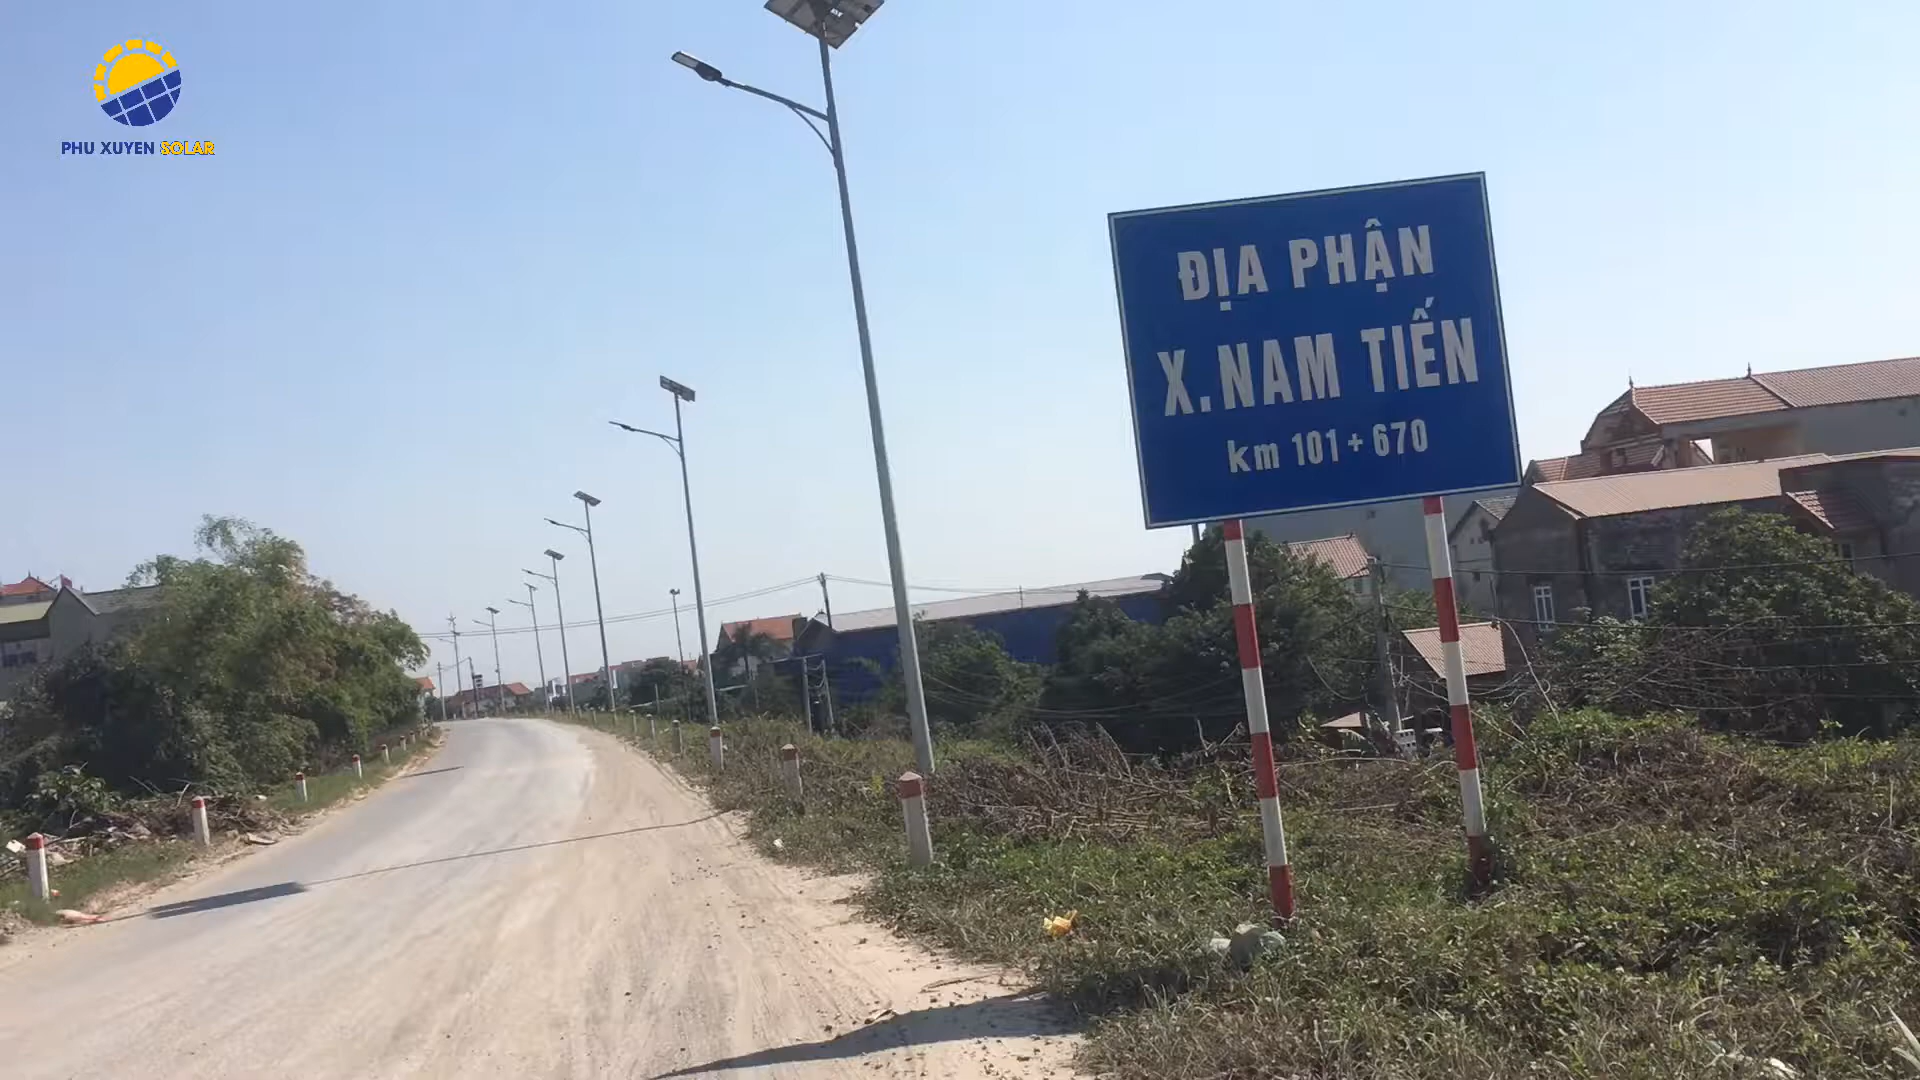 PHU XUYEN SOLAR
ĐỊA PHẬN
X.NAM TIẾN
km 101+670